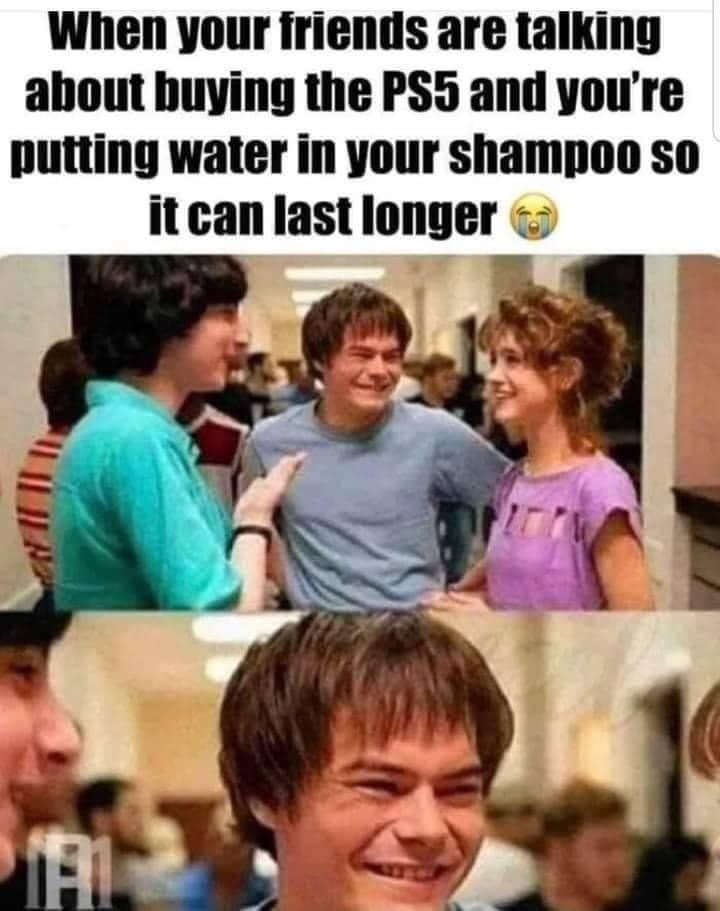 When your friends are talking
about buying the PS5 and you're
putting water in your shampoo so
it can last longer 😭